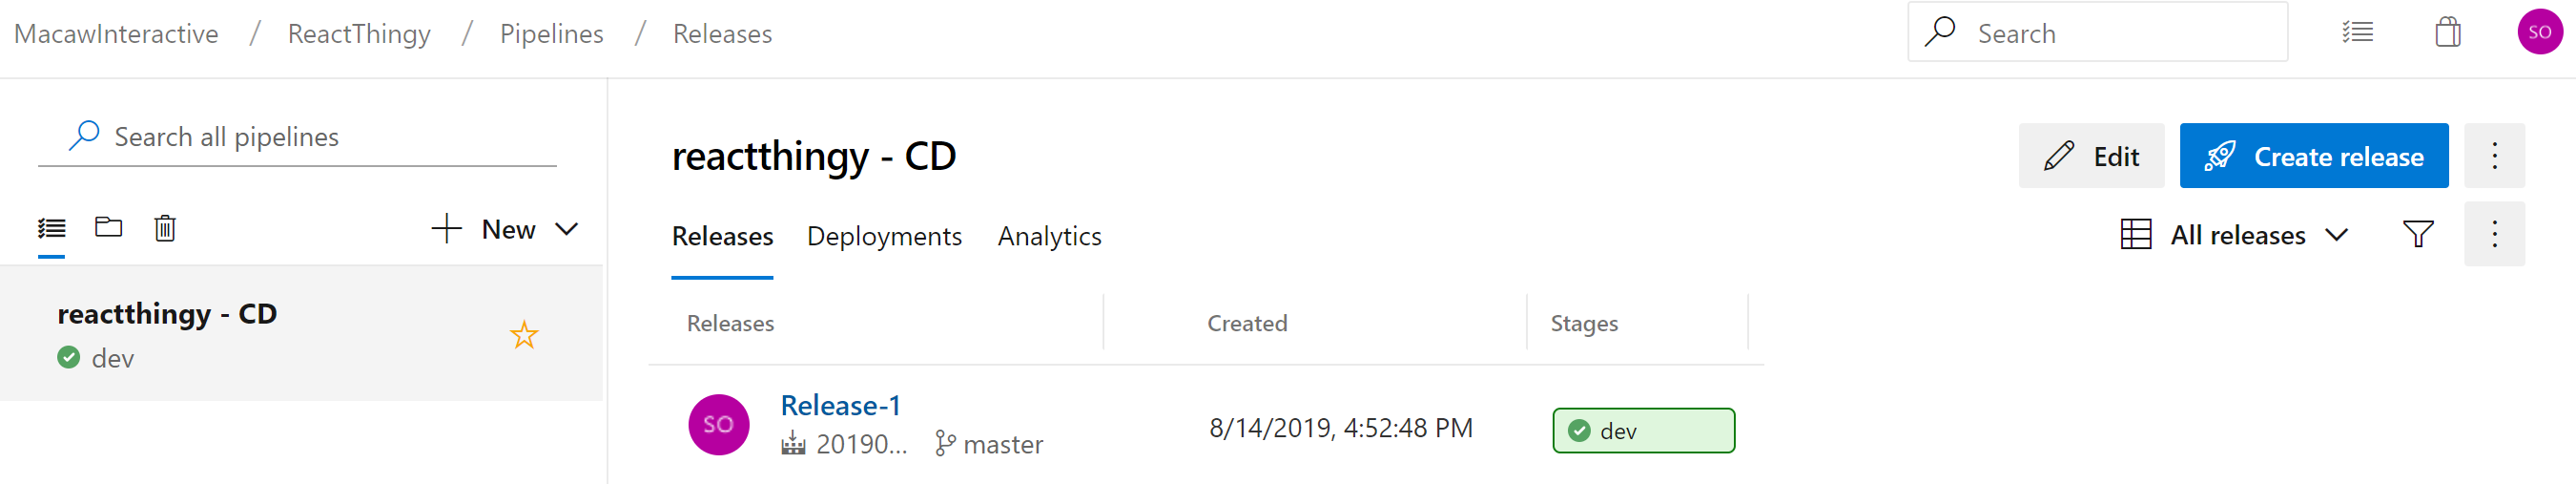 MacawInteractive / ReactThingy / Pipelines / Releases
Search
SO
Search all pipelines
New
reactthingy - CD
dev
reactthingy - CD
Edit
Create release
Releases
Deployments
Analytics
All releases
Releases
Created
Stages
SO
Release-1
20190...
master
8/14/2019, 4:52:48 PM
dev